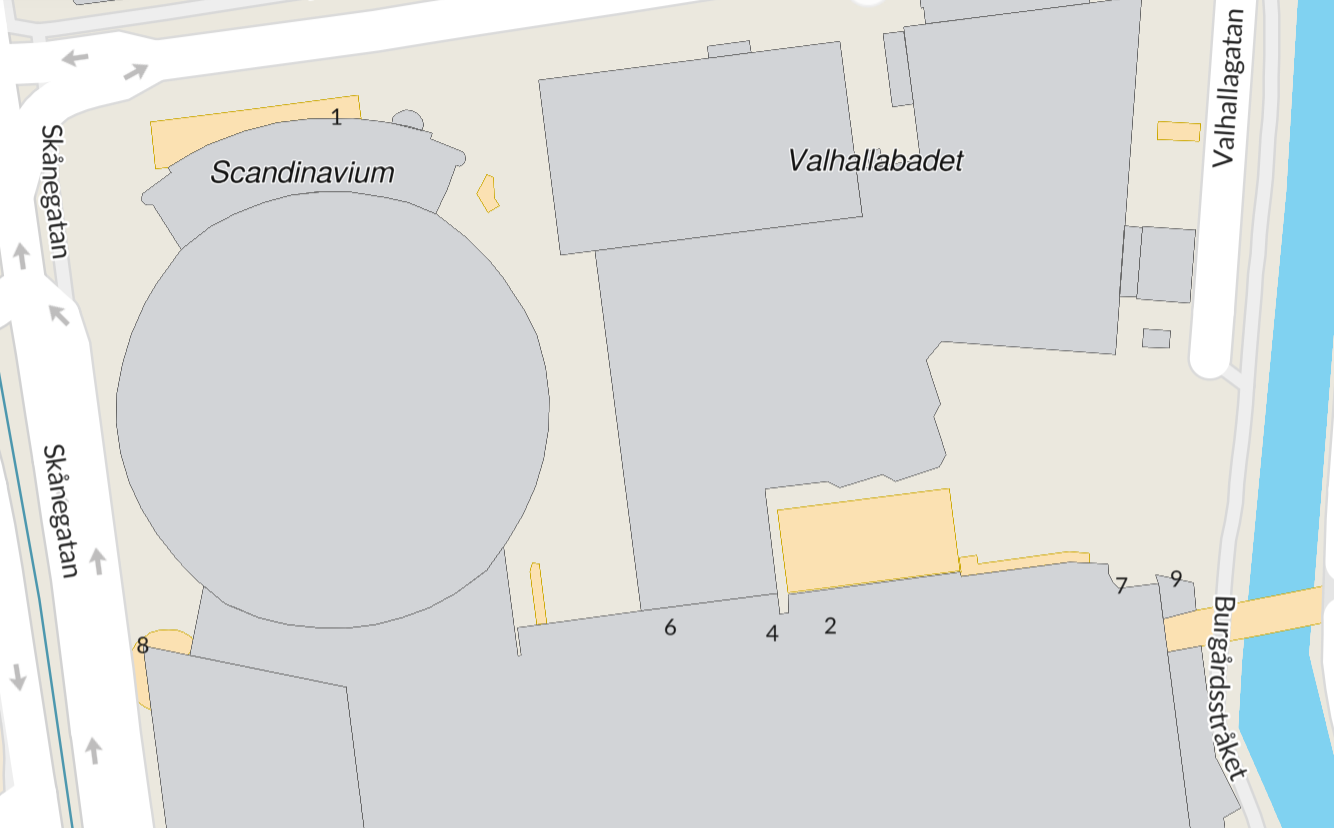 Valhallagatan
1
Skånegatan
Scandinavium
Valhallabadet
Skånegatan
7
9
6
4
2
8
Burgårdsstråket